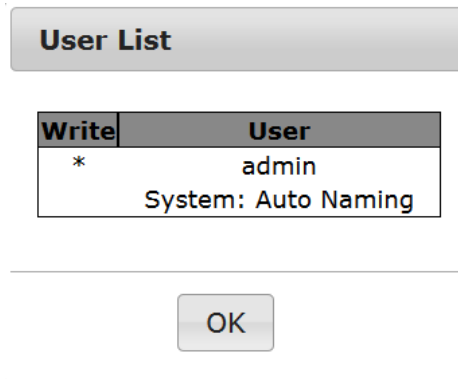 User List
Write User
* admin
System: Auto Naming
OK